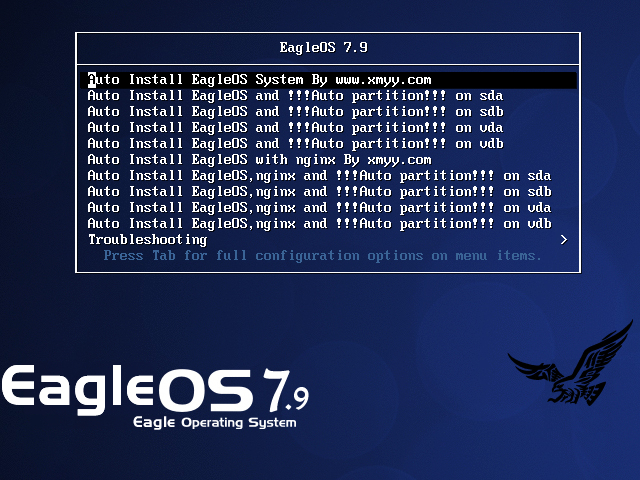 EagleOS 7.9
Auto Install EagleOS System By www.xmyy.com
Auto Install EagleOS and !!!Auto partition!!! on sda
Auto Install EagleOS and !!!Auto partition!!! on sdb
Auto Install EagleOS and !!!Auto partition!!! on vda
Auto Install EagleOS and !!!Auto partition!!! on vdb
Auto Install EagleOS with nginx By xmyy.com
Auto Install EagleOS,nginx and !!!Auto partition!!! on sda
Auto Install EagleOS,nginx and !!!Auto partition!!! on sdb
Auto Install EagleOS,nginx and !!!Auto partition!!! on vda
Auto Install EagleOS,nginx and !!!Auto partition!!! on vdb
Troubleshooting >
Press Tab for full configuration options on menu items.
EagleOS 7.9
Eagle Operating System